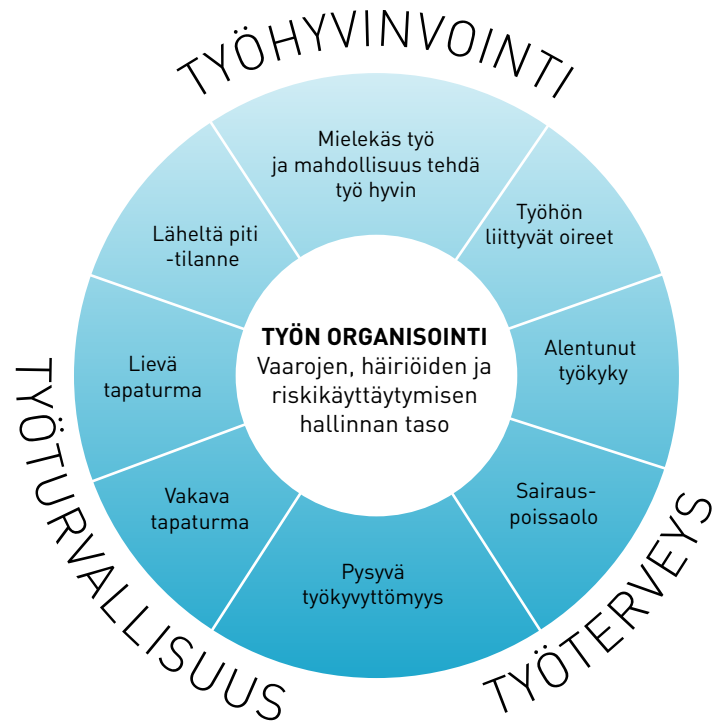 TYÖHYVINVOINTI
Mielekäs työ
ja mahdollisuus tehdä
työ hyvin
Työhön
liittyvät oireet
Alentunut
työkyky
Sairaus-
poissaolo
Pysyvä
työkyvyttömyys
Vakava
tapaturma
Lievä
tapaturma
Läheltä piti
-tilanne
TYÖN ORGANISOINTI
Vaarojen, häiriöiden ja
riskikäyttäytymisen
hallinnan taso
TYÖTURVALLISUUS
TYÖTERVEYS